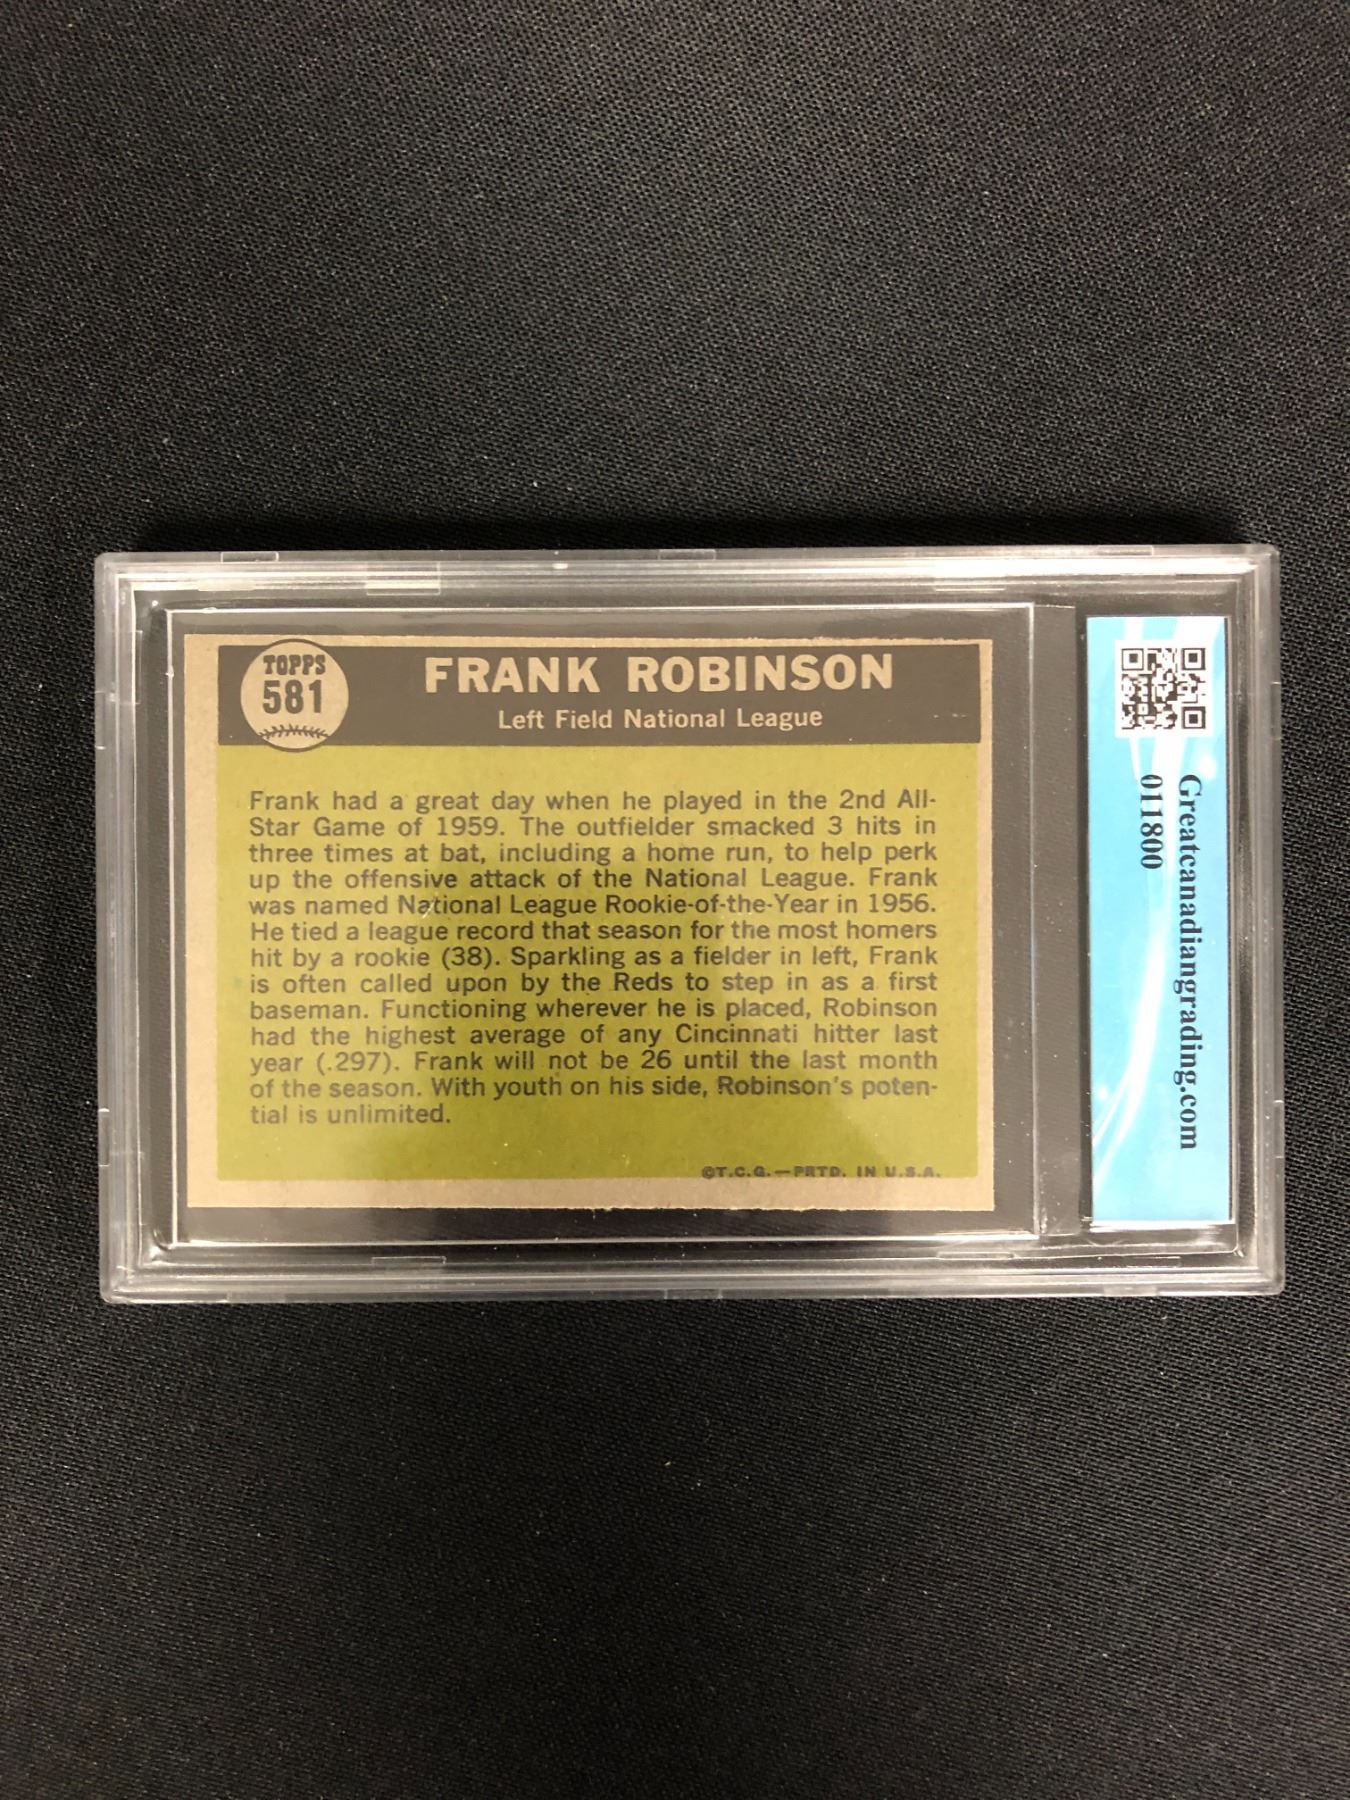 TOPPS
581
FRANK ROBINSON
Left Field National League
Frank had a great day when he played in the 2nd All-
Star Game of 1959. The outfielder smacked 3 hits in
three times at bat, including a home run, to help perk
up the offensive attack of the National League. Frank
was named National League Rookie-of-the-Year in 1956.
He tied a league record that season for the most homers
hit by a rookie (38). Sparkling as a fielder in left, Frank
is often called upon by the Reds to step in as a first
baseman. Functioning wherever he is placed, Robinson
had the highest average of any Cincinnati hitter last
year (.297). Frank will not be 26 until the last month
of the season. With youth on his side, Robinson's poten-
tial is unlimited.
©T.C.G.—PRTD. IN U.S.A.
Greatcanadiangrading.com
011800